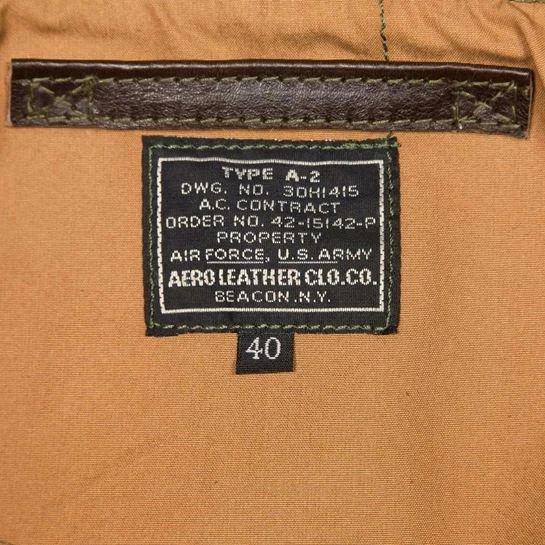 TYPE A-2
DWG. NO. 30H1415
A.C. CONTRACT
ORDER NO. 42-15142-P
PROPERTY
AIR FORCE, U.S. ARMY
AERO LEATHER CLO.CO.
BEACON.N.Y.
40